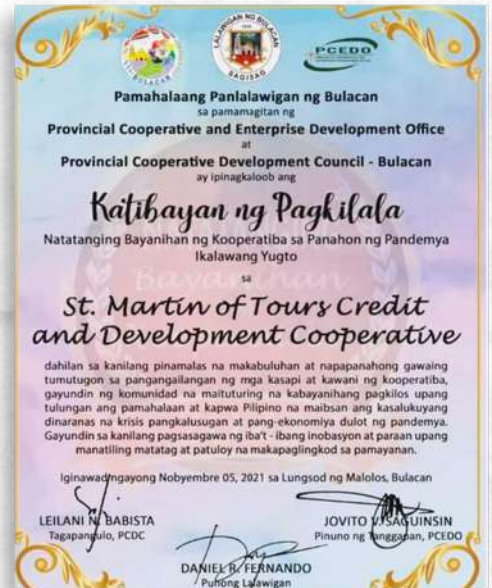 LALAWIGAN NG BULACAN
SAGISAG
PCEDO
Pamahalaang Panlalawigan ng Bulacan
sa pamamagitan ng
Provincial Cooperative and Enterprise Development Office
at
Provincial Cooperative Development Council - Bulacan
ay ipinagkaloob ang
Katibayan ng Pagkilala
Natatanging Bayanihan ng Kooperatiba sa Panahon ng Pandemya
Ikalawang Yugto
sa
Bayanihan
St. Martin of Tours Credit
and Development Cooperative
dahilan sa kanilang pinamalas na makabuluhan at napapanahong gawaing
tumutugon sa pangangailangan ng mga kasapi at kawani ng kooperatiba,
gayundin ng komunidad na maituturing na kabayanihang pagkilos upang
tulungan ang pamahalaan at kapwa Pilipino na maibsan ang kasalukuyang
dinaranas na krisis pangkalusugan at pang-ekonomiya dulot ng pandemya.
Gayundin sa kanilang pagsasagawa ng iba't - ibang inobasyon at paraan upang
manatiling matatag at patuloy na makapaglingkod sa pamayanan.
Iginawad ngayong Nobyembre 05, 2021 sa Lungsod ng Malolos, Bulacan
LEILANI N. BABISTA
Tagapangulo, PCDC
JOVITO V. SAGUINSIN
Pinuno ng Tanggapan, PCEDO
DANIEL R. FERNANDO
Punong Lalawigan